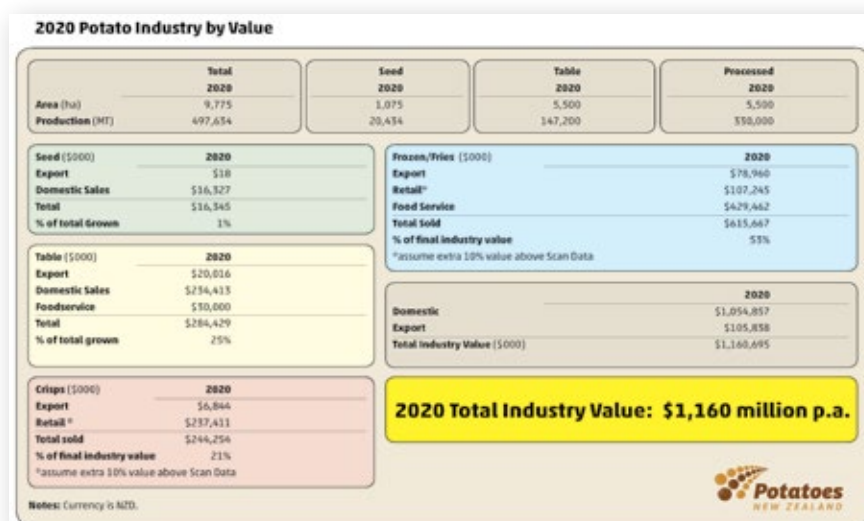 2020 Potato Industry by Value
Total Seed Table Processed
2020 2020 2020 2020
Area (ha) 9,775 1,075 5,500
Production (MT) 497,634 20,434 147,200 330,000
Seed ($000) 2020
Export $18
Domestic Sales $16,327
Total $16,345
% of total Grown 1%
Table ($000) 2020
Export $20,016
Domestic Sales $234,413
Foodservice $30,000
Total $284,429
% of total grown 25%
Crisps ($000) 2020
Export $6,844
Retail * $237,411
Total sold $244,254
% of final industry value 21%
*assume extra 10% value above Scan Data
Notes: Currency is NZD.
Frozen/Fries ($000) 2020
Export $78,960
Retail* $107,245
Food Service $429,462
Total Sold $615,667
% of final industry value 53%
*assume extra 10% value above Scan Data
2020
Domestic $1,054,857
Export $105,838
Total Industry Value ($000) $1,160,695
2020 Total Industry Value: $1,160 million p.a.
Potatoes
NEW ZEALAND